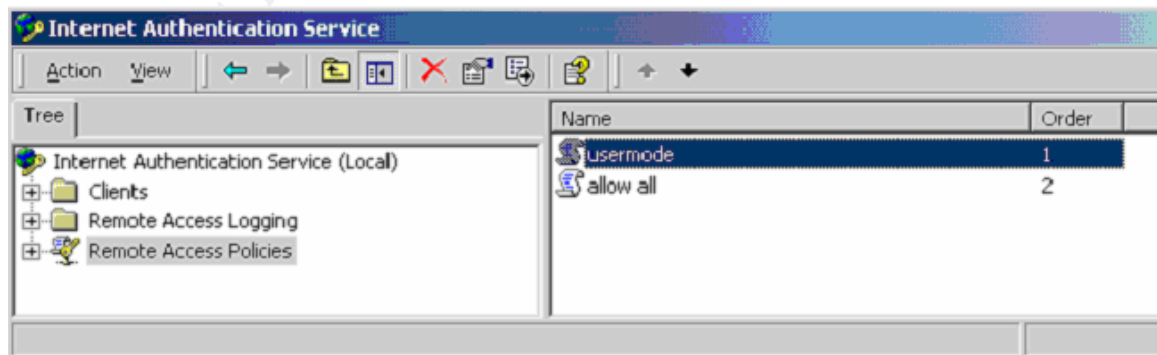 Internet Authentication Service
Action View
Tree
Name Order
Internet Authentication Service (Local)
usermode 1
Clients
allow all 2
Remote Access Logging
Remote Access Policies